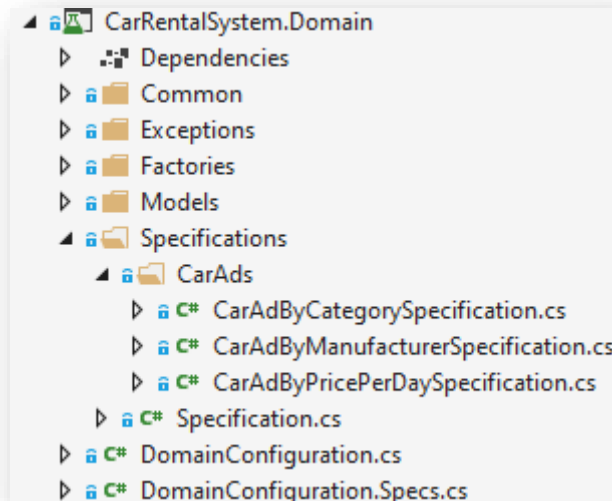 CarRentalSystem.Domain
Dependencies
Common
Exceptions
Factories
Models
Specifications
CarAds
C# CarAdByCategorySpecification.cs
C# CarAdByManufacturerSpecification.cs
C# CarAdByPricePerDaySpecification.cs
C# Specification.cs
C# DomainConfiguration.cs
C# DomainConfiguration.Specs.cs